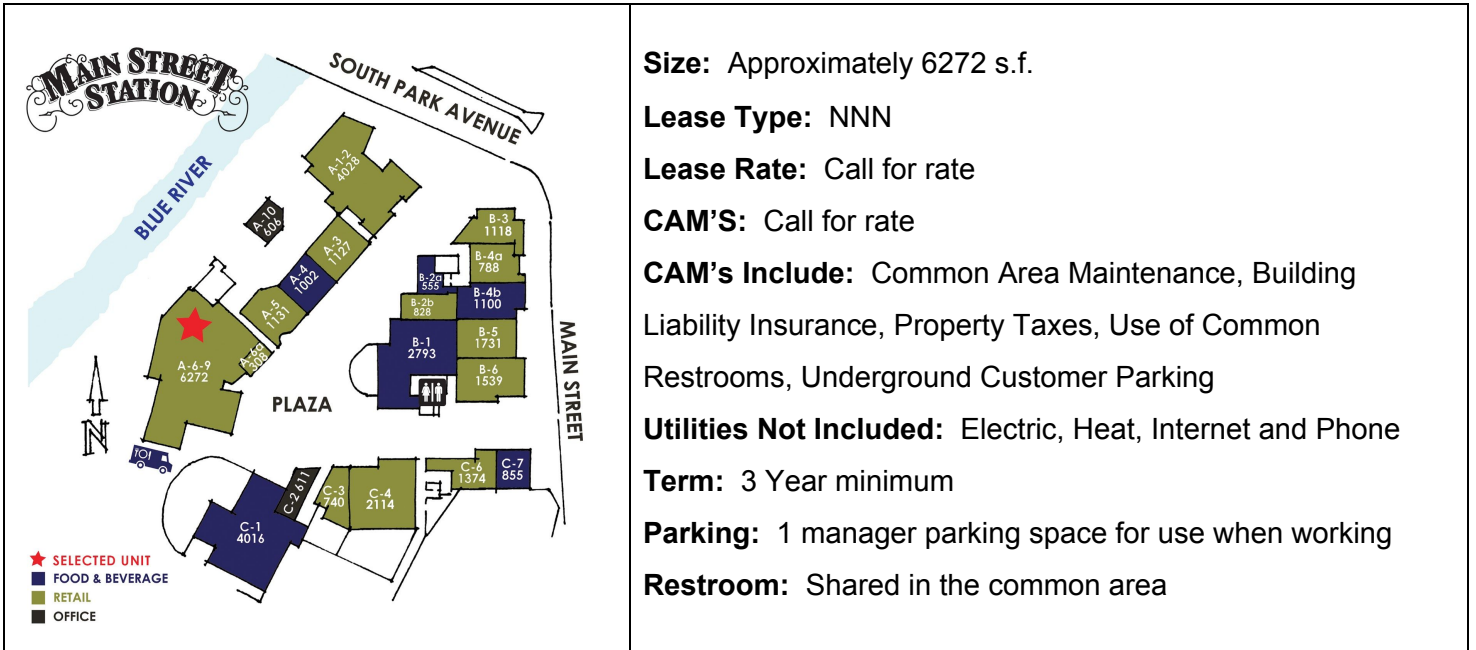 MAIN STREET
STATION
SOUTH PARK AVENUE
BLUE RIVER
A-1-2
4028
A-10
606
A-3
1127
A-4
1002
A-5
1131
A-6a
308
A-6-9
6272
B-3
1118
B-4a
788
B-2a
555
B-4b
1100
B-2b
828
B-1
2793
B-5
1731
B-6
1539
MAIN STREET
PLAZA
N
C-2 611
C-3
740
C-4
2114
C-6
1374
C-7
855
C-1
4016
SELECTED UNIT
FOOD & BEVERAGE
RETAIL
OFFICE
Size: Approximately 6272 s.f.
Lease Type: NNN
Lease Rate: Call for rate
CAM'S: Call for rate
CAM's Include: Common Area Maintenance, Building
Liability Insurance, Property Taxes, Use of Common
Restrooms, Underground Customer Parking
Utilities Not Included: Electric, Heat, Internet and Phone
Term: 3 Year minimum
Parking: 1 manager parking space for use when working
Restroom: Shared in the common area